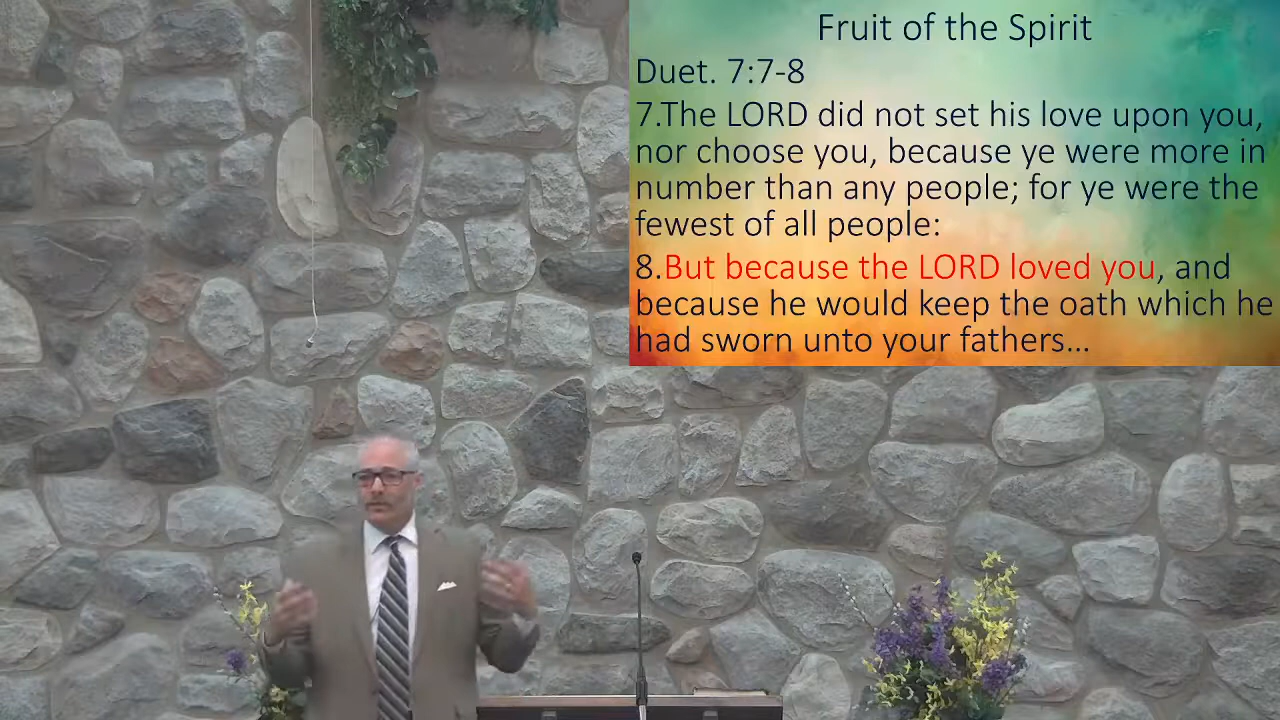 Fruit of the Spirit
Duet. 7:7-8
7.The LORD did not set his love upon you,
nor choose you, because ye were more in
number than any people; for ye were the
fewest of all people:
8.But because the LORD loved you, and
because he would keep the oath which he
had sworn unto your fathers…